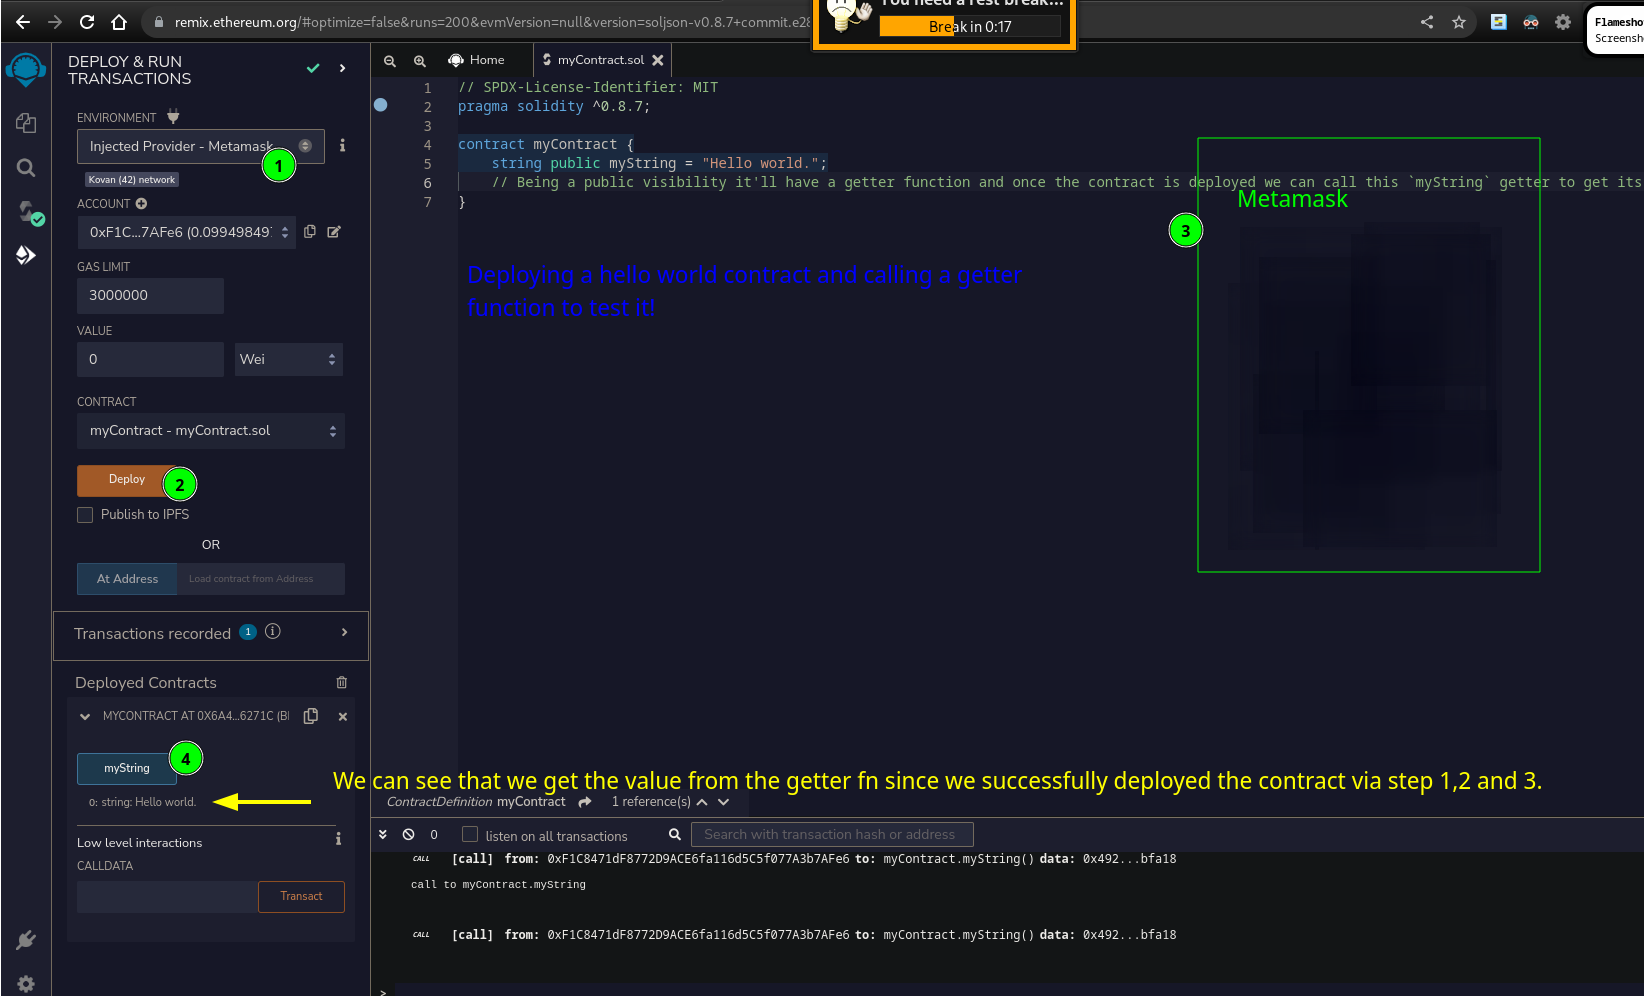 You need a rest break...
Break in 0:17
remix.ethereum.org/#optimize=false&runs=200&evmVersion=null&version=soljson-v0.8.7+commit.e28
Flamesho
Screensh
DEPLOY & RUN
TRANSACTIONS
ENVIRONMENT
Injected Provider - Metamask
1
Kovan (42) network
ACCOUNT
0xF1C...7AFe6 (0.09949849
GAS LIMIT
3000000
VALUE
0
Wei
CONTRACT
myContract - myContract.sol
Deploy
2
Publish to IPFS
OR
At Address
Load contract from Address
Transactions recorded 1
Deployed Contracts
MYCONTRACT AT 0X6A4...6271C (BL
myString
4
0: string: Hello world.
Low level interactions
CALLDATA
Transact
Home
myContract.sol
1 // SPDX-License-Identifier: MIT
2 pragma solidity ^0.8.7;
3
4 contract myContract {
5 string public myString = "Hello world.";
6 // Being a public visibility it'll have a getter function and once the contract is deployed we can call this `myString` getter to get its
7 }
Metamask
3
Deploying a hello world contract and calling a getter
function to test it!
We can see that we get the value from the getter fn since we successfully deployed the contract via step 1,2 and 3.
ContractDefinition myContract 1 reference(s)
0
listen on all transactions
Search with transaction hash or address
CALL [call] from: 0xF1C8471dF8772D9ACE6fa116d5C5f077A3b7AFe6 to: myContract.myString() data: 0x492...bfa18
call to myContract.myString
CALL [call] from: 0xF1C8471dF8772D9ACE6fa116d5C5f077A3b7AFe6 to: myContract.myString() data: 0x492...bfa18
>